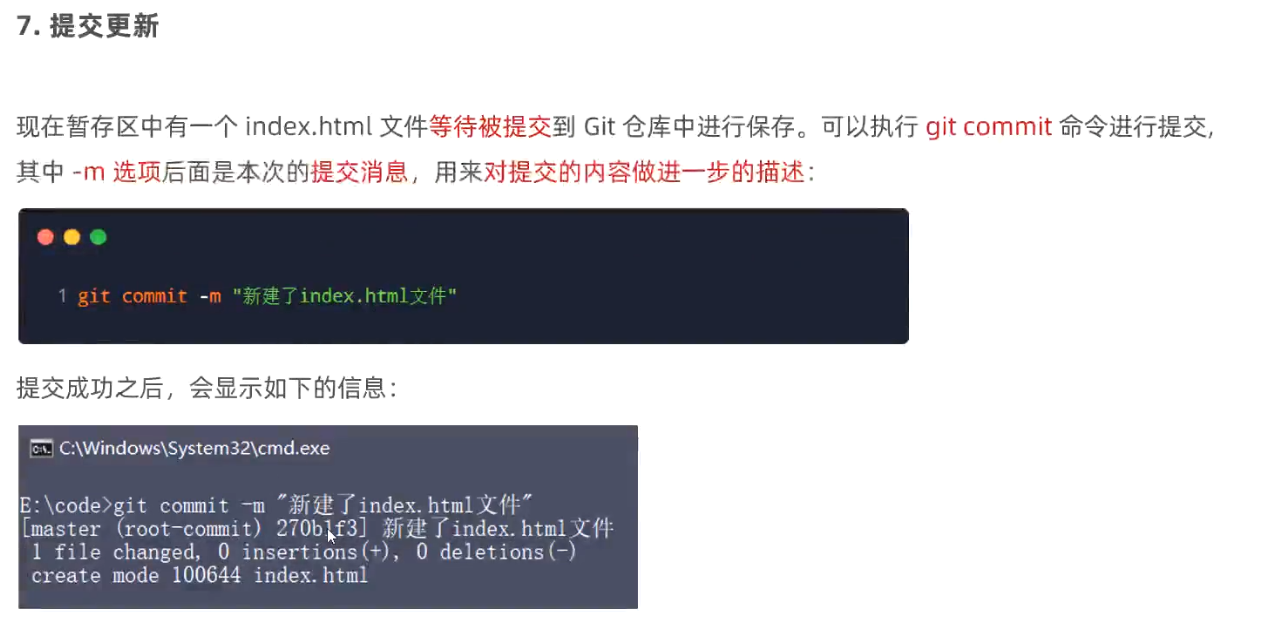 7. 提交更新
现在暂存区中有一个 index.html 文件等待被提交到 Git 仓库中进行保存。可以执行 git commit 命令进行提交,
其中 -m 选项后面是本次的提交消息，用来对提交的内容做进一步的描述：
1 git commit -m "新建了index.html文件"
提交成功之后，会显示如下的信息：
C:\Windows\System32\cmd.exe
E:\code>git commit -m "新建了index.html文件"
[master (root-commit) 270b1f3] 新建了index.html文件
1 file changed, 0 insertions(+), 0 deletions(-)
create mode 100644 index.html